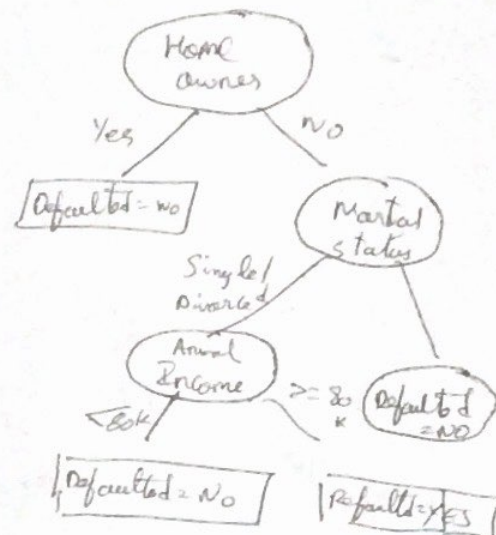 Home
owner
Yes
NO
Defaulted = NO
Marital
status
Single/
Divorced
Annual
Income
>= 80
K
Defaulted
= NO
<80K
Defaulted = NO
Defaulted = YES